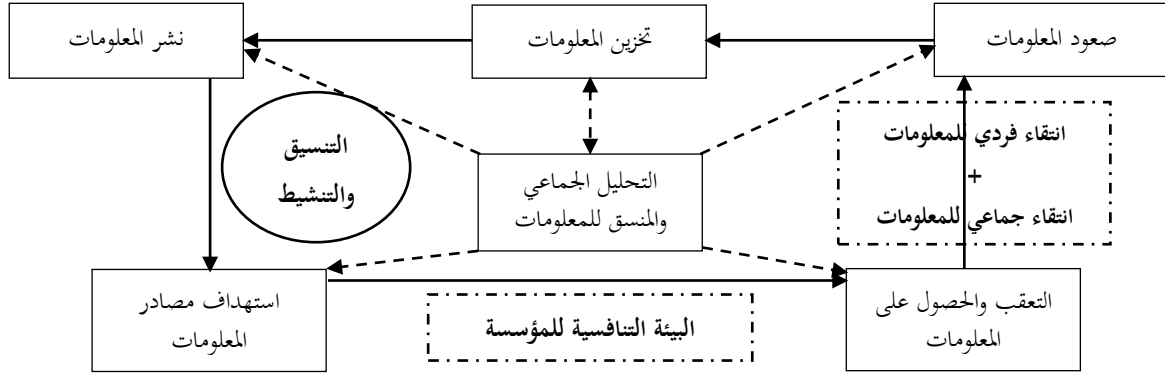 صعود المعلومات
تخزين المعلومات
نشر المعلومات
انتقاء فردي للمعلومات
+
انتقاء جماعي للمعلومات
التحليل الجماعي
والمنسق للمعلومات
التنسيق
والتنشيط
التعقب والحصول على
المعلومات
البيئة التنافسية للمؤسسة
استهداف مصادر
المعلومات